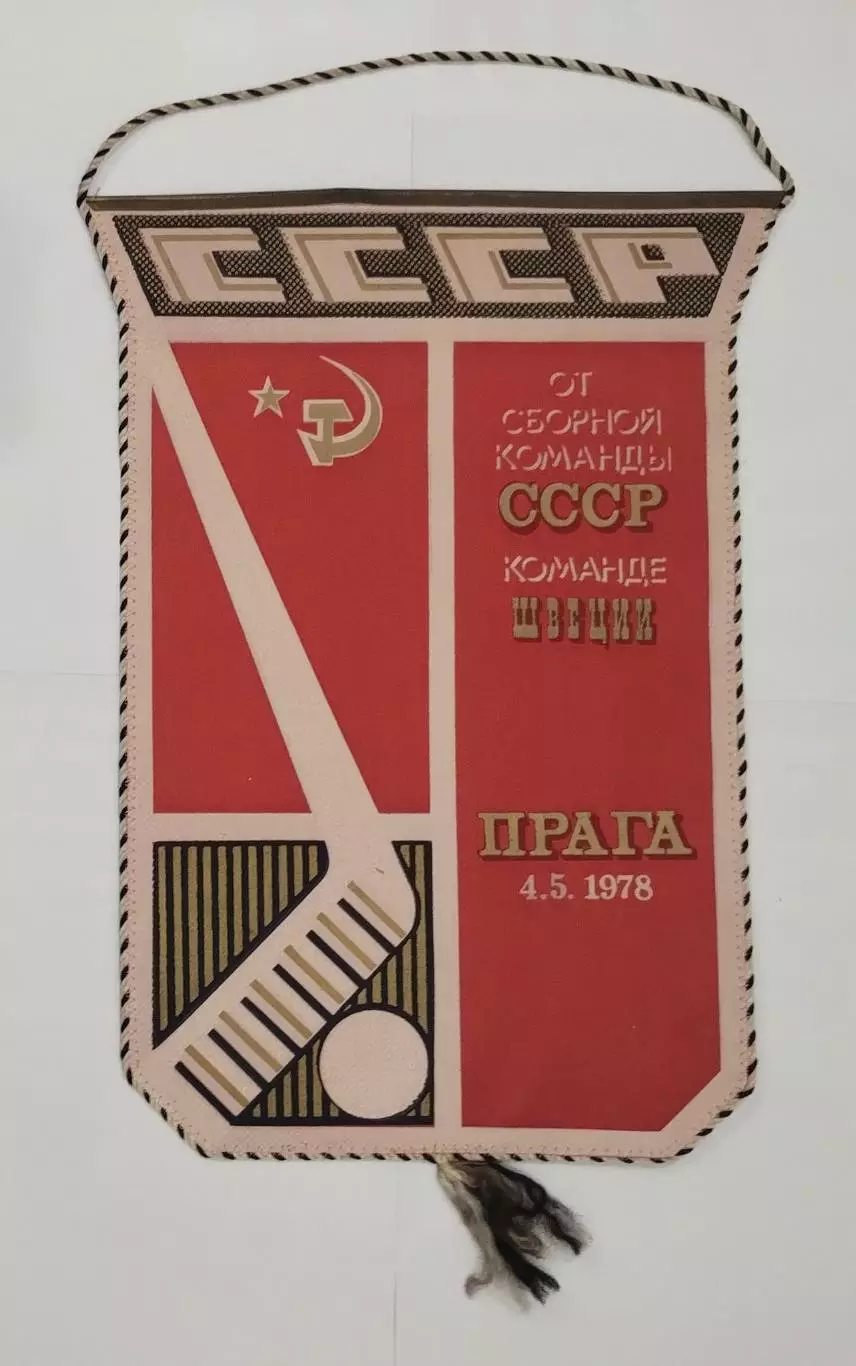 СССР
ОТ
СБОРНОЙ
КОМАНДЫ
СССР
КОМАНДЕ
ШВЕЦИИ
ПРАГА
4.5. 1978